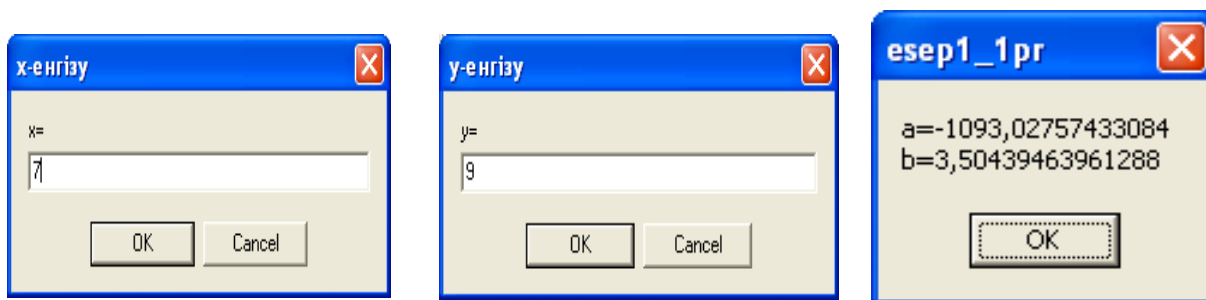 х-енгізу
x=
7
OK
Cancel
у-енгізу
y=
9
OK
Cancel
esep1_1pr
a=-1093,02757433084
b=3,50439463961288
OK